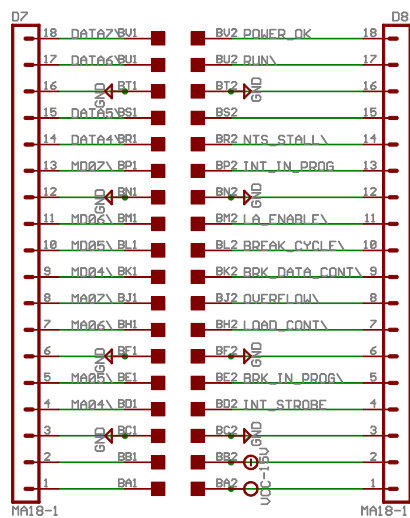 D7 D8
18 DATA7\ BV1 BV2 POWER_OK 18
17 DATA6\ BU1 BU2 RUN\ 17
16 GND BT1 BT2 GND 16
15 DATA5\ BS1 BS2 15
14 DATA4\ BR1 BR2 NTS_STALL\ 14
13 MD07\ BP1 BP2 INT_IN_PROG 13
12 GND BN1 BN2 GND 12
11 MD06\ BM1 BM2 LA_ENABLE\ 11
10 MD05\ BL1 BL2 BREAK_CYCLE\ 10
9 MD04\ BK1 BK2 BRK_DATA_CONT\ 9
8 MA07\ BJ1 BJ2 OVERFLOW\ 8
7 MA06\ BH1 BH2 LOAD_CONT\ 7
6 GND BF1 BF2 GND 6
5 MA05\ BE1 BE2 BRK_IN_PROG\ 5
4 MA04\ BD1 BD2 INT_STROBE 4
3 GND BC1 BC2 GND 3
2 BB1 BB2 VCC-15V 2
1 BA1 BA2 1
MA18-1 MA18-1